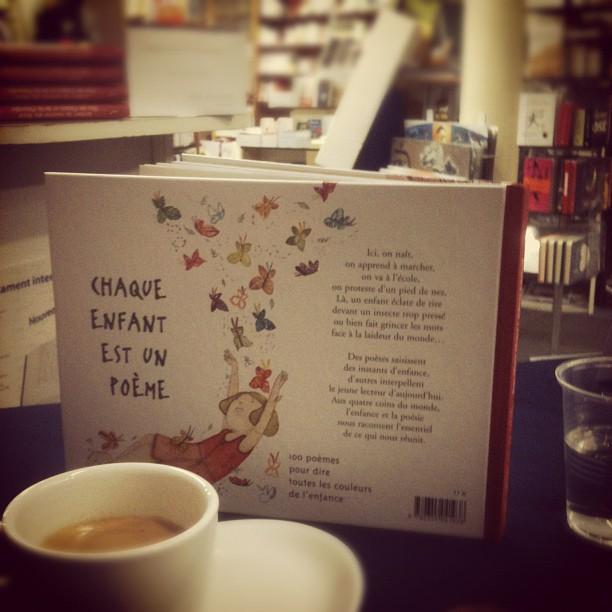 CHAQUE
ENFANT
EST UN
POÈME
Ici, on naît,
on apprend à marcher,
on va à l'école,
on proteste d'un pied de nez.
Là, un enfant éclate de rire
devant un insecte trop pressé
ou bien fait grincer les mots
face à la laideur du monde...
Des poètes saisissent
des instants d'enfance,
d'autres interpellent
le jeune lecteur d'aujourd'hui.
Aux quatre coins du monde,
l'enfance et la poésie
nous racontent l'essentiel
de ce qui nous réunit.
100 poèmes
pour dire
toutes les couleurs
de l'enfance